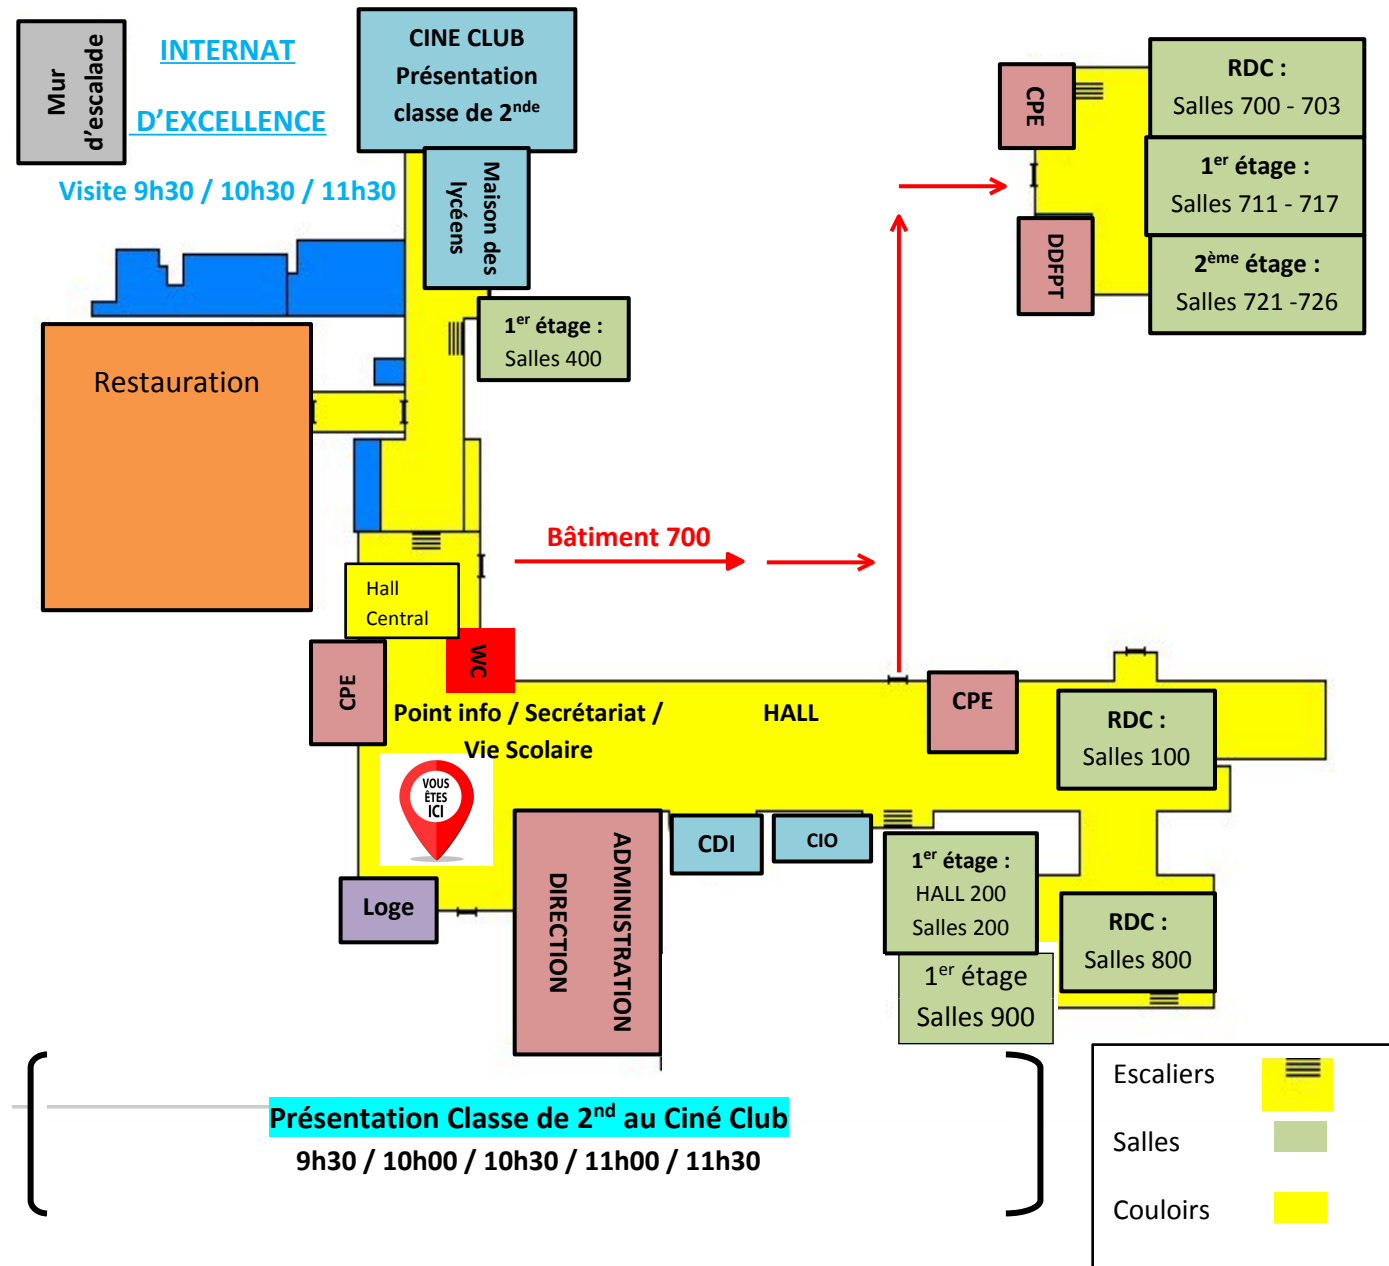 Mur
d'escalade
INTERNAT
D'EXCELLENCE
Visite 9h30 / 10h30 / 11h30
CINE CLUB
Présentation
classe de 2nde
Maison des
lycéens
1er étage :
Salles 400
Restauration
CPE
DDFPT
RDC :
Salles 700 - 703
1er étage :
Salles 711 - 717
2ème étage :
Salles 721 -726
Bâtiment 700
Hall
Central
WC
CPE
Point info / Secrétariat /
Vie Scolaire
HALL
CPE
RDC :
Salles 100
VOUS
ÊTES
ICI
Loge
ADMINISTRATION
DIRECTION
CDI
CIO
1er étage :
HALL 200
Salles 200
1er étage
Salles 900
RDC :
Salles 800
Présentation Classe de 2nd au Ciné Club
9h30 / 10h00 / 10h30 / 11h00 / 11h30
Escaliers
Salles
Couloirs